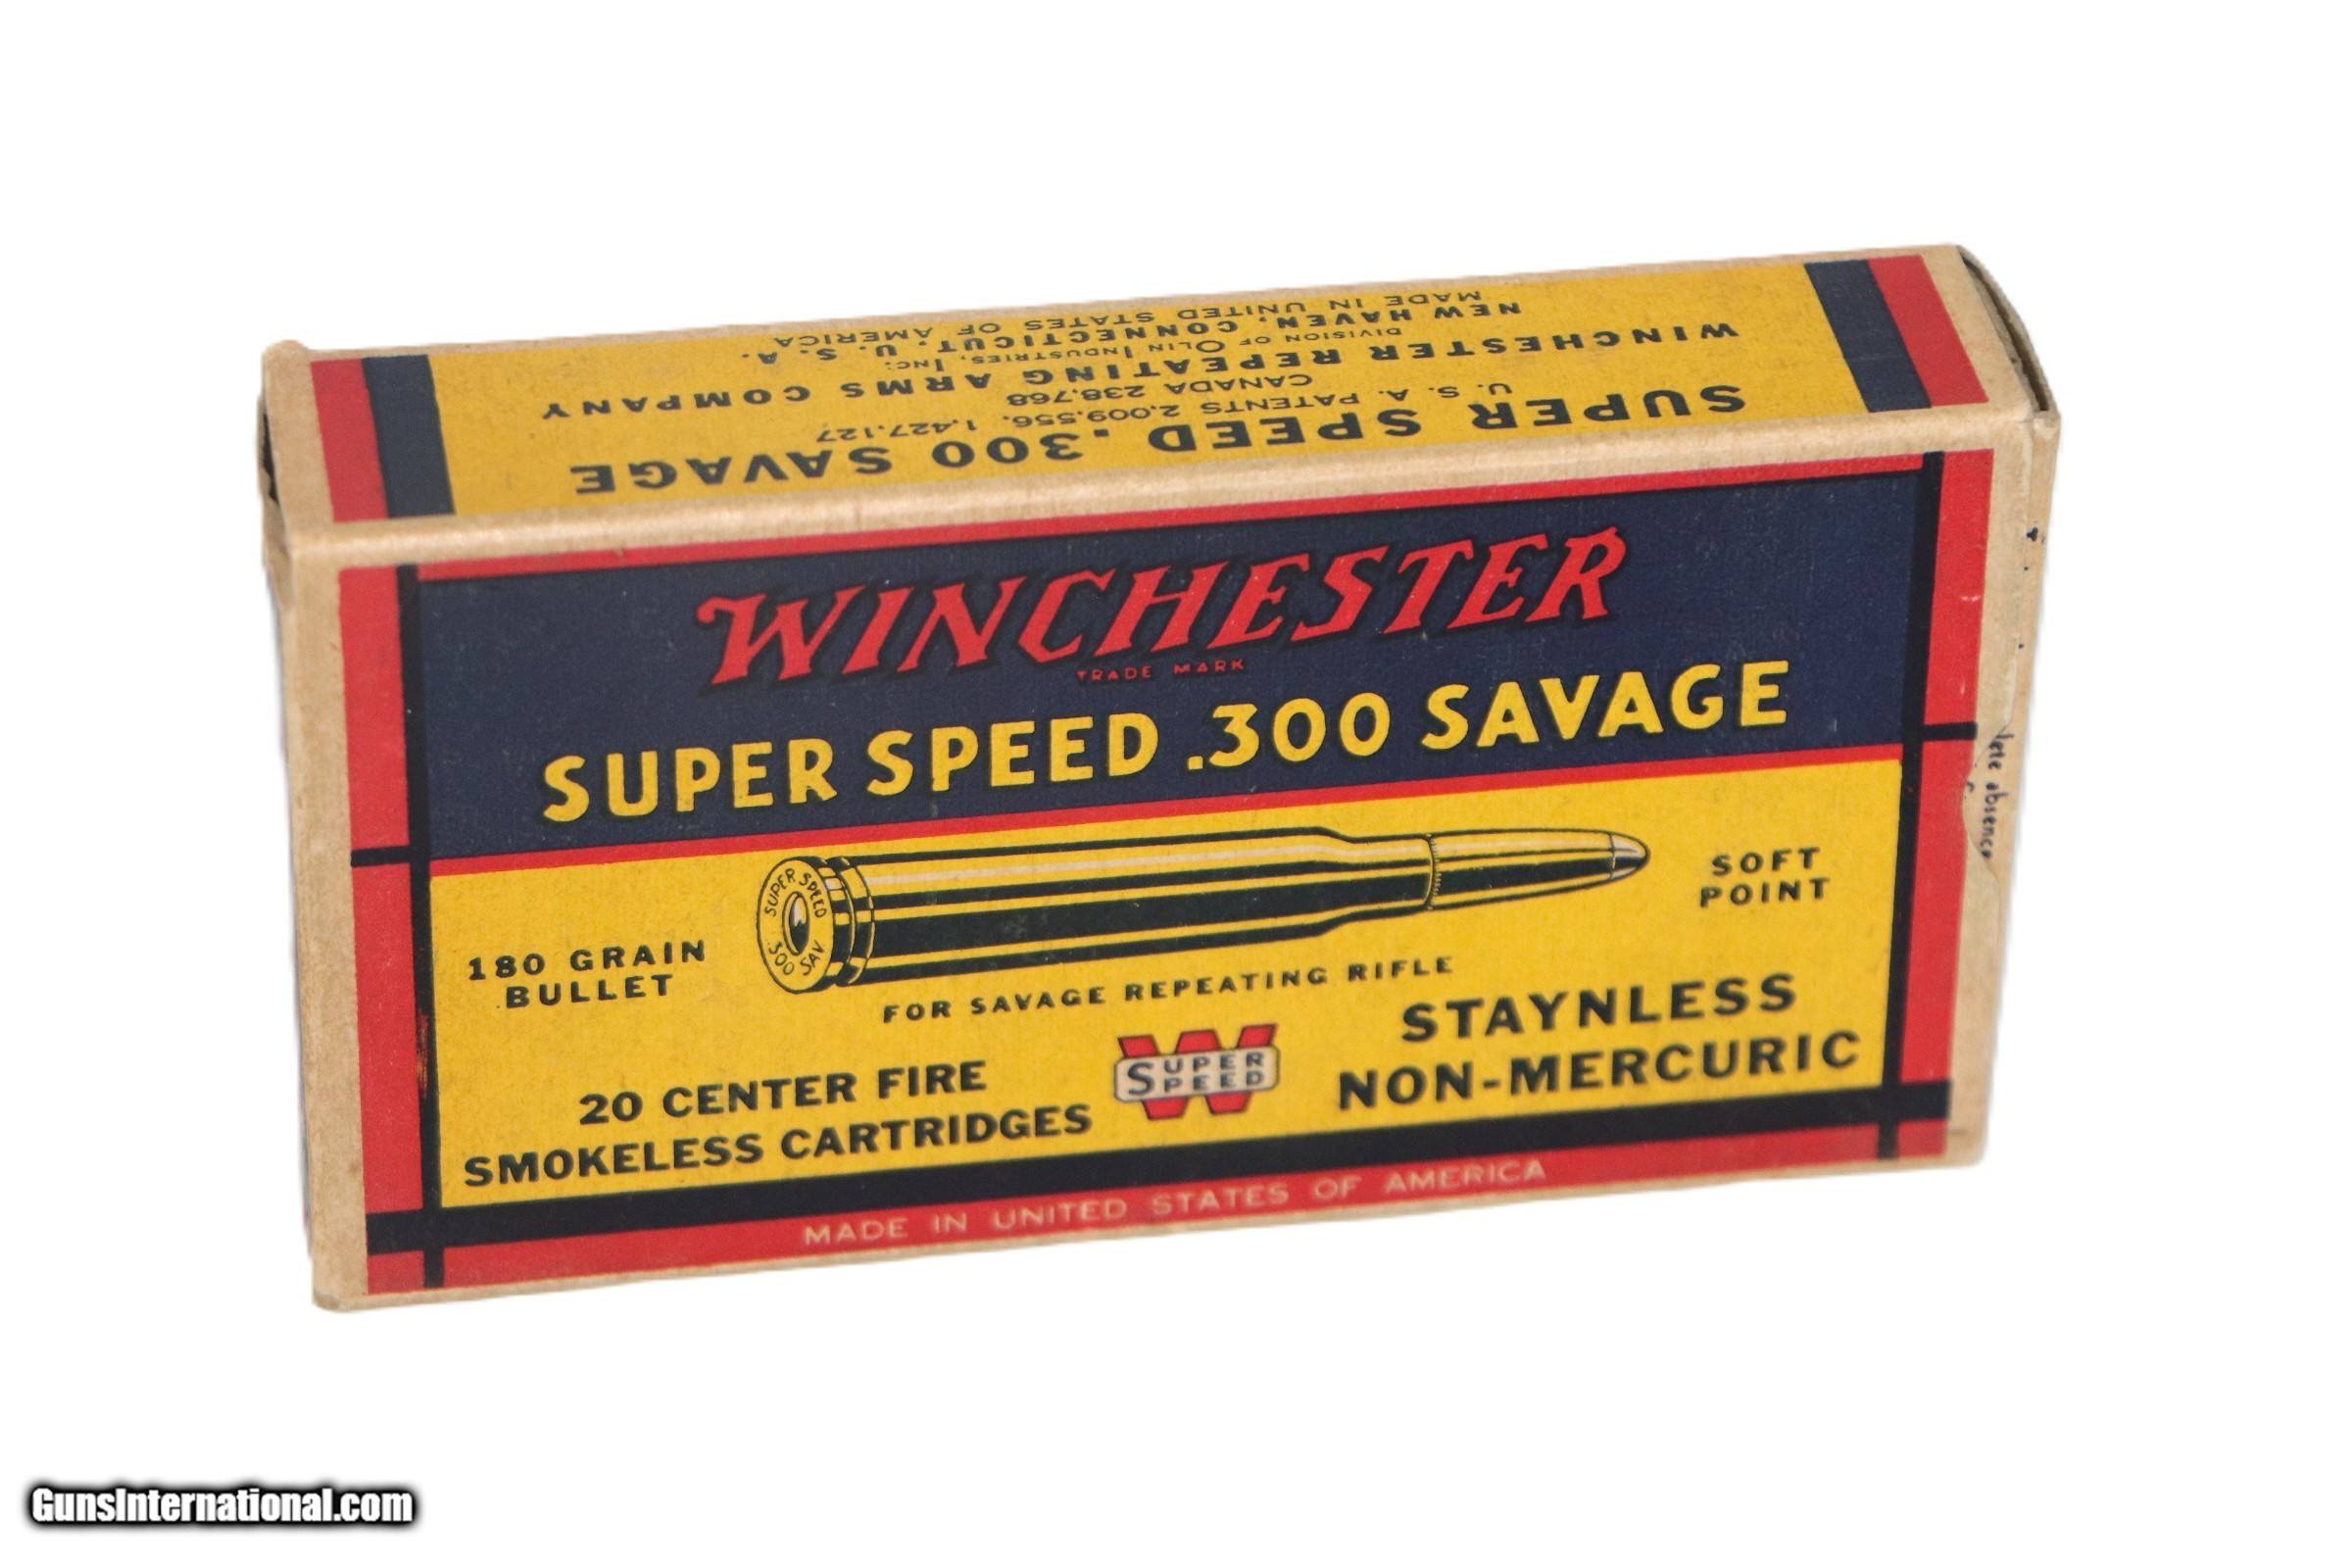 SUPER SPEED .300 SAVAGE
U. S. A. PATENTS 2,009,556, 1,427,127
CANADA 238,768
WINCHESTER REPEATING ARMS COMPANY
DIVISION OF OLIN INDUSTRIES, INC.
NEW HAVEN, CONNECTICUT, U. S. A.
MADE IN UNITED STATES OF AMERICA
WINCHESTER
TRADE MARK
SUPER SPEED .300 SAVAGE
SUPER SPEED
300 SAV
SOFT
POINT
180 GRAIN
BULLET
FOR SAVAGE REPEATING RIFLE
20 CENTER FIRE
SMOKELESS CARTRIDGES
W
SUPER
SPEED
STAYNLESS
NON-MERCURIC
MADE IN UNITED STATES OF AMERICA
absence
GunsInternational.com